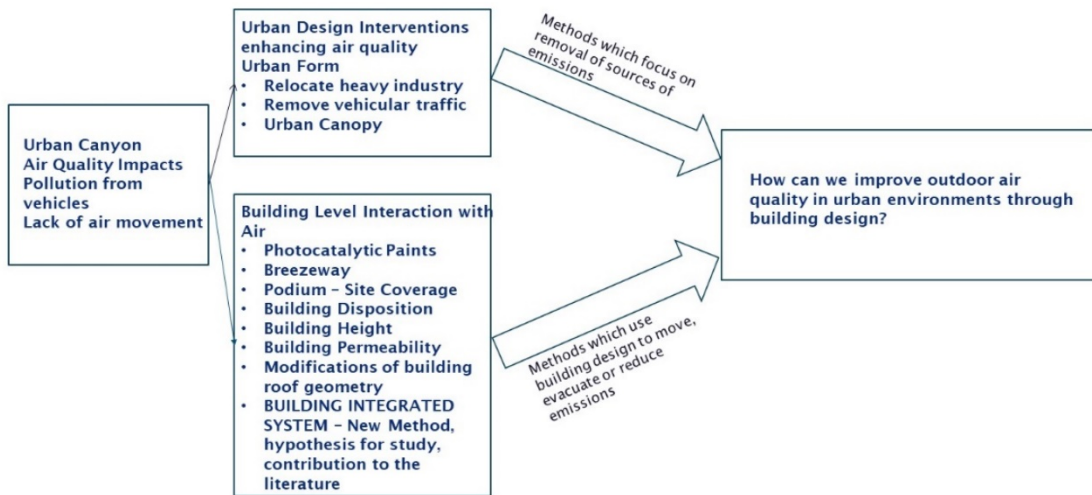 Urban Canyon
Air Quality Impacts
Pollution from
vehicles
Lack of air movement
Urban Design Interventions
enhancing air quality
Urban Form
• Relocate heavy industry
• Remove vehicular traffic
• Urban Canopy
Building Level Interaction with
Air
• Photocatalytic Paints
• Breezeway
• Podium – Site Coverage
• Building Disposition
• Building Height
• Building Permeability
• Modifications of building
roof geometry
• BUILDING INTEGRATED
SYSTEM – New Method,
hypothesis for study,
contribution to the
literature
Methods which focus on
removal of sources of
emissions
Methods which use
building design to move,
evacuate or reduce
emissions
How can we improve outdoor air
quality in urban environments through
building design?